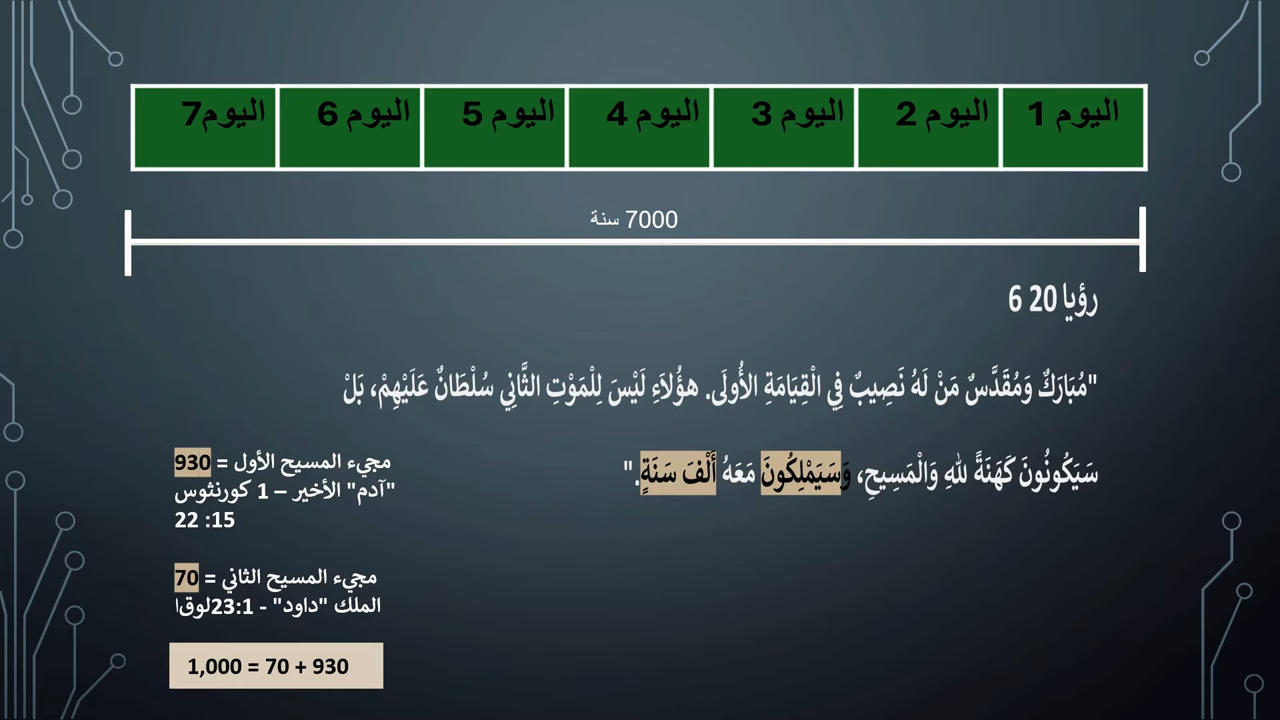 اليوم 1
اليوم 2
اليوم 3
اليوم 4
اليوم 5
اليوم 6
اليوم7
7000 سنة
رؤيا 20 6
"مُبَارَكٌ وَمُقَدَّسٌ مَنْ لَهُ نَصِيبٌ فِي الْقِيَامَةِ الأُولَى. هؤُلاَءِ لَيْسَ لِلْمَوْتِ الثَّانِي سُلْطَانٌ عَلَيْهِمْ، بَلْ
سَيَكُونُونَ كَهَنَةً للهِ وَالْمَسِيحِ، وَسَيَمْلِكُونَ مَعَهُ أَلْفَ سَنَةٍ."
مجيء المسيح الأول = 930
"آدم" الأخير – 1 كورنثوس
15: 22
مجيء المسيح الثاني = 70
الملك "داود" - 23:1لوقا
1,000 = 70 + 930